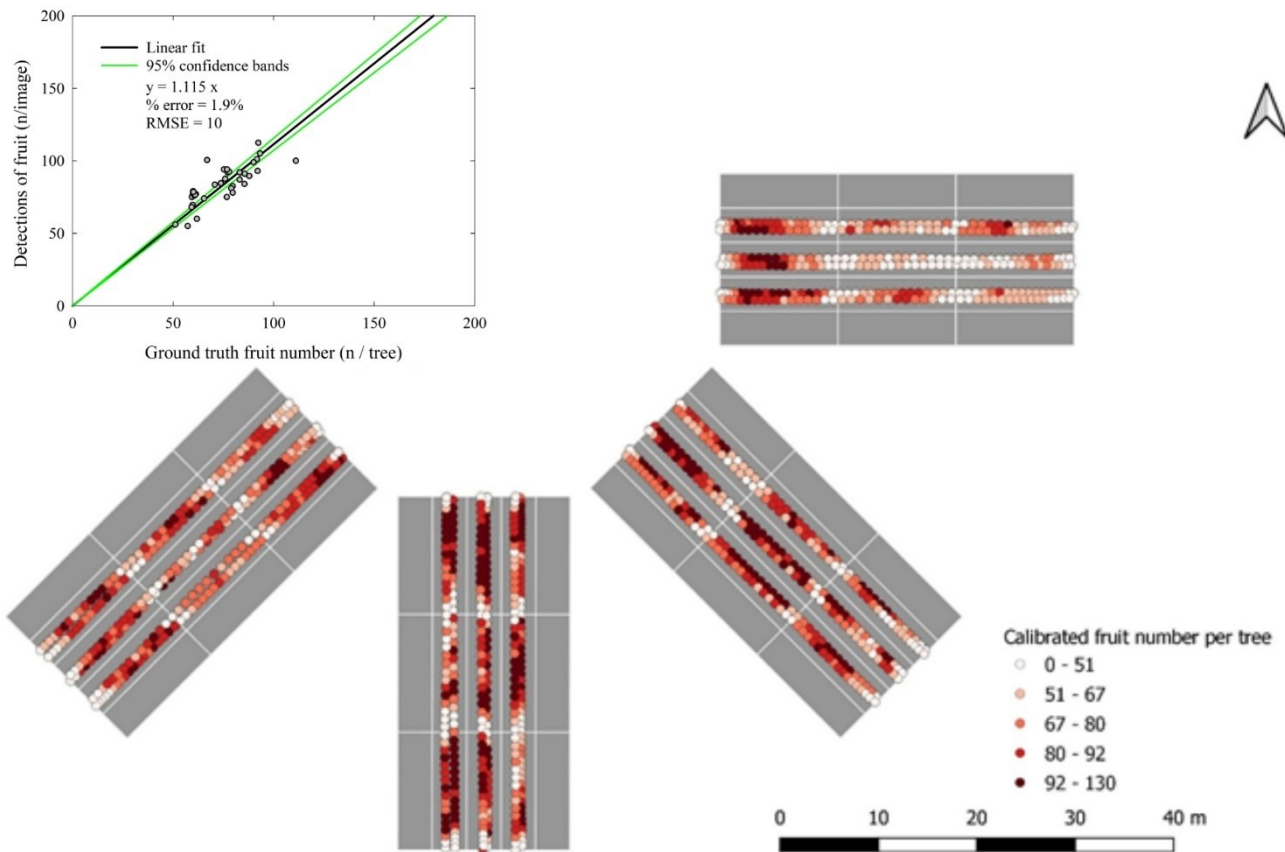 200
150
100
50
0
Detections of fruit (n/image)
Linear fit
95% confidence bands
y = 1.115 x
% error = 1.9%
RMSE = 10
0 50 100 150 200
Ground truth fruit number (n / tree)
Calibrated fruit number per tree
0 - 51
51 - 67
67 - 80
80 - 92
92 - 130
0 10 20 30 40 m